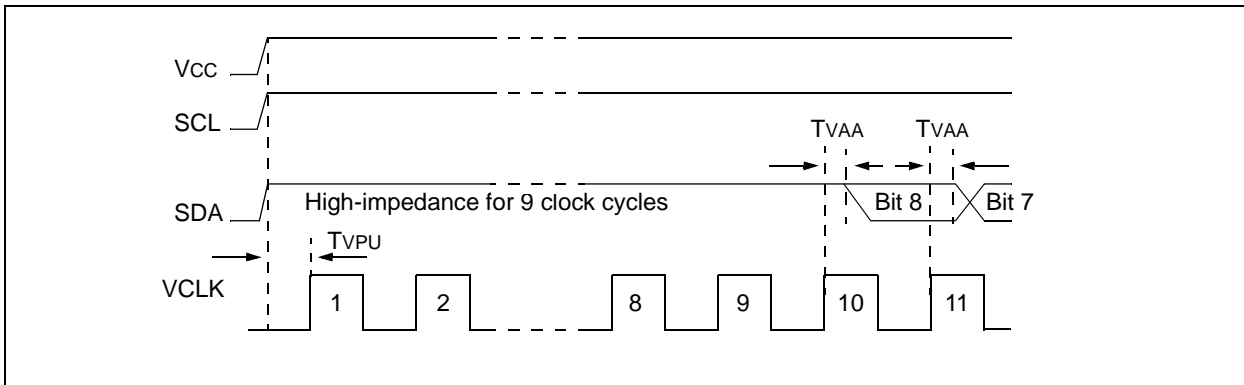 Vcc
SCL
TVAA TVAA
SDA
High-impedance for 9 clock cycles
Bit 8
Bit 7
TVPU
VCLK
1 2 8 9 10 11